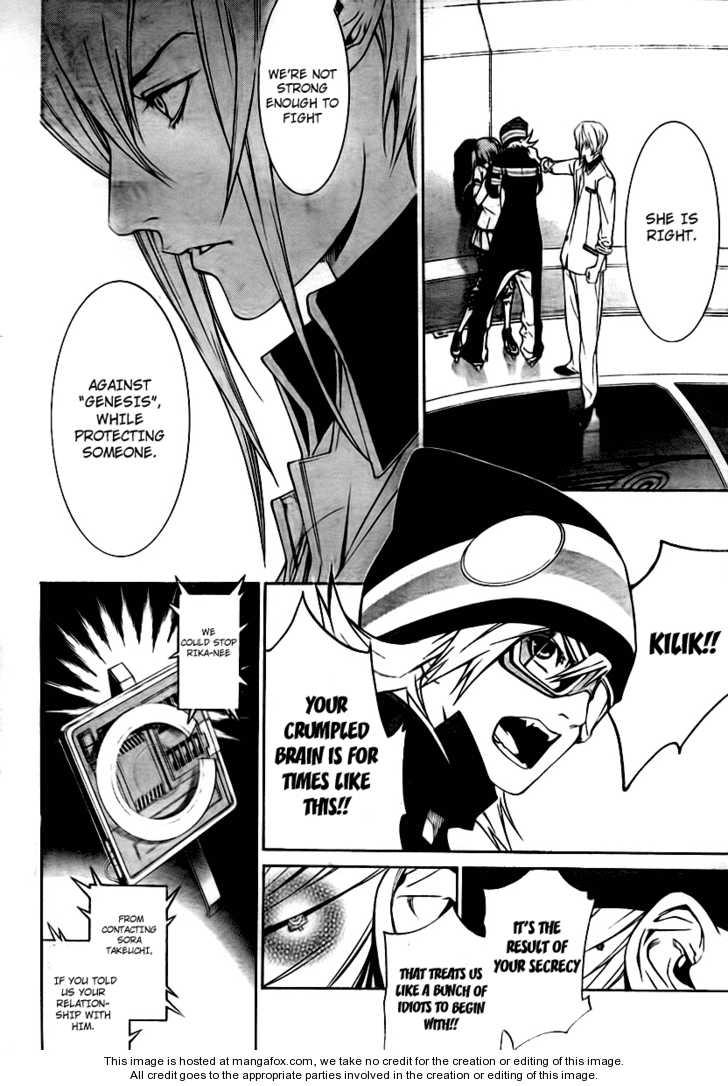 SHE IS
RIGHT.
WE'RE NOT
STRONG
ENOUGH TO
FIGHT
AGAINST
"GENESIS",
WHILE
PROTECTING
SOMEONE.
KILIK!!
YOUR
CRUMPLED
BRAIN IS FOR
TIMES LIKE
THIS!!
WE
COULD STOP
RIKA-NEE
FROM
CONTACTING
SORA
TAKEUCHI,
IF YOU TOLD
US YOUR
RELATION-
SHIP WITH
HIM.
IT'S THE
RESULT OF
YOUR SECRECY
THAT TREATS US
LIKE A BUNCH OF
IDIOTS TO BEGIN
WITH!!
This image is hosted at mangafox.com, we take no credit for the creation or editing of this image.
All credit goes to the appropriate parties involved in the creation or editing of this image.